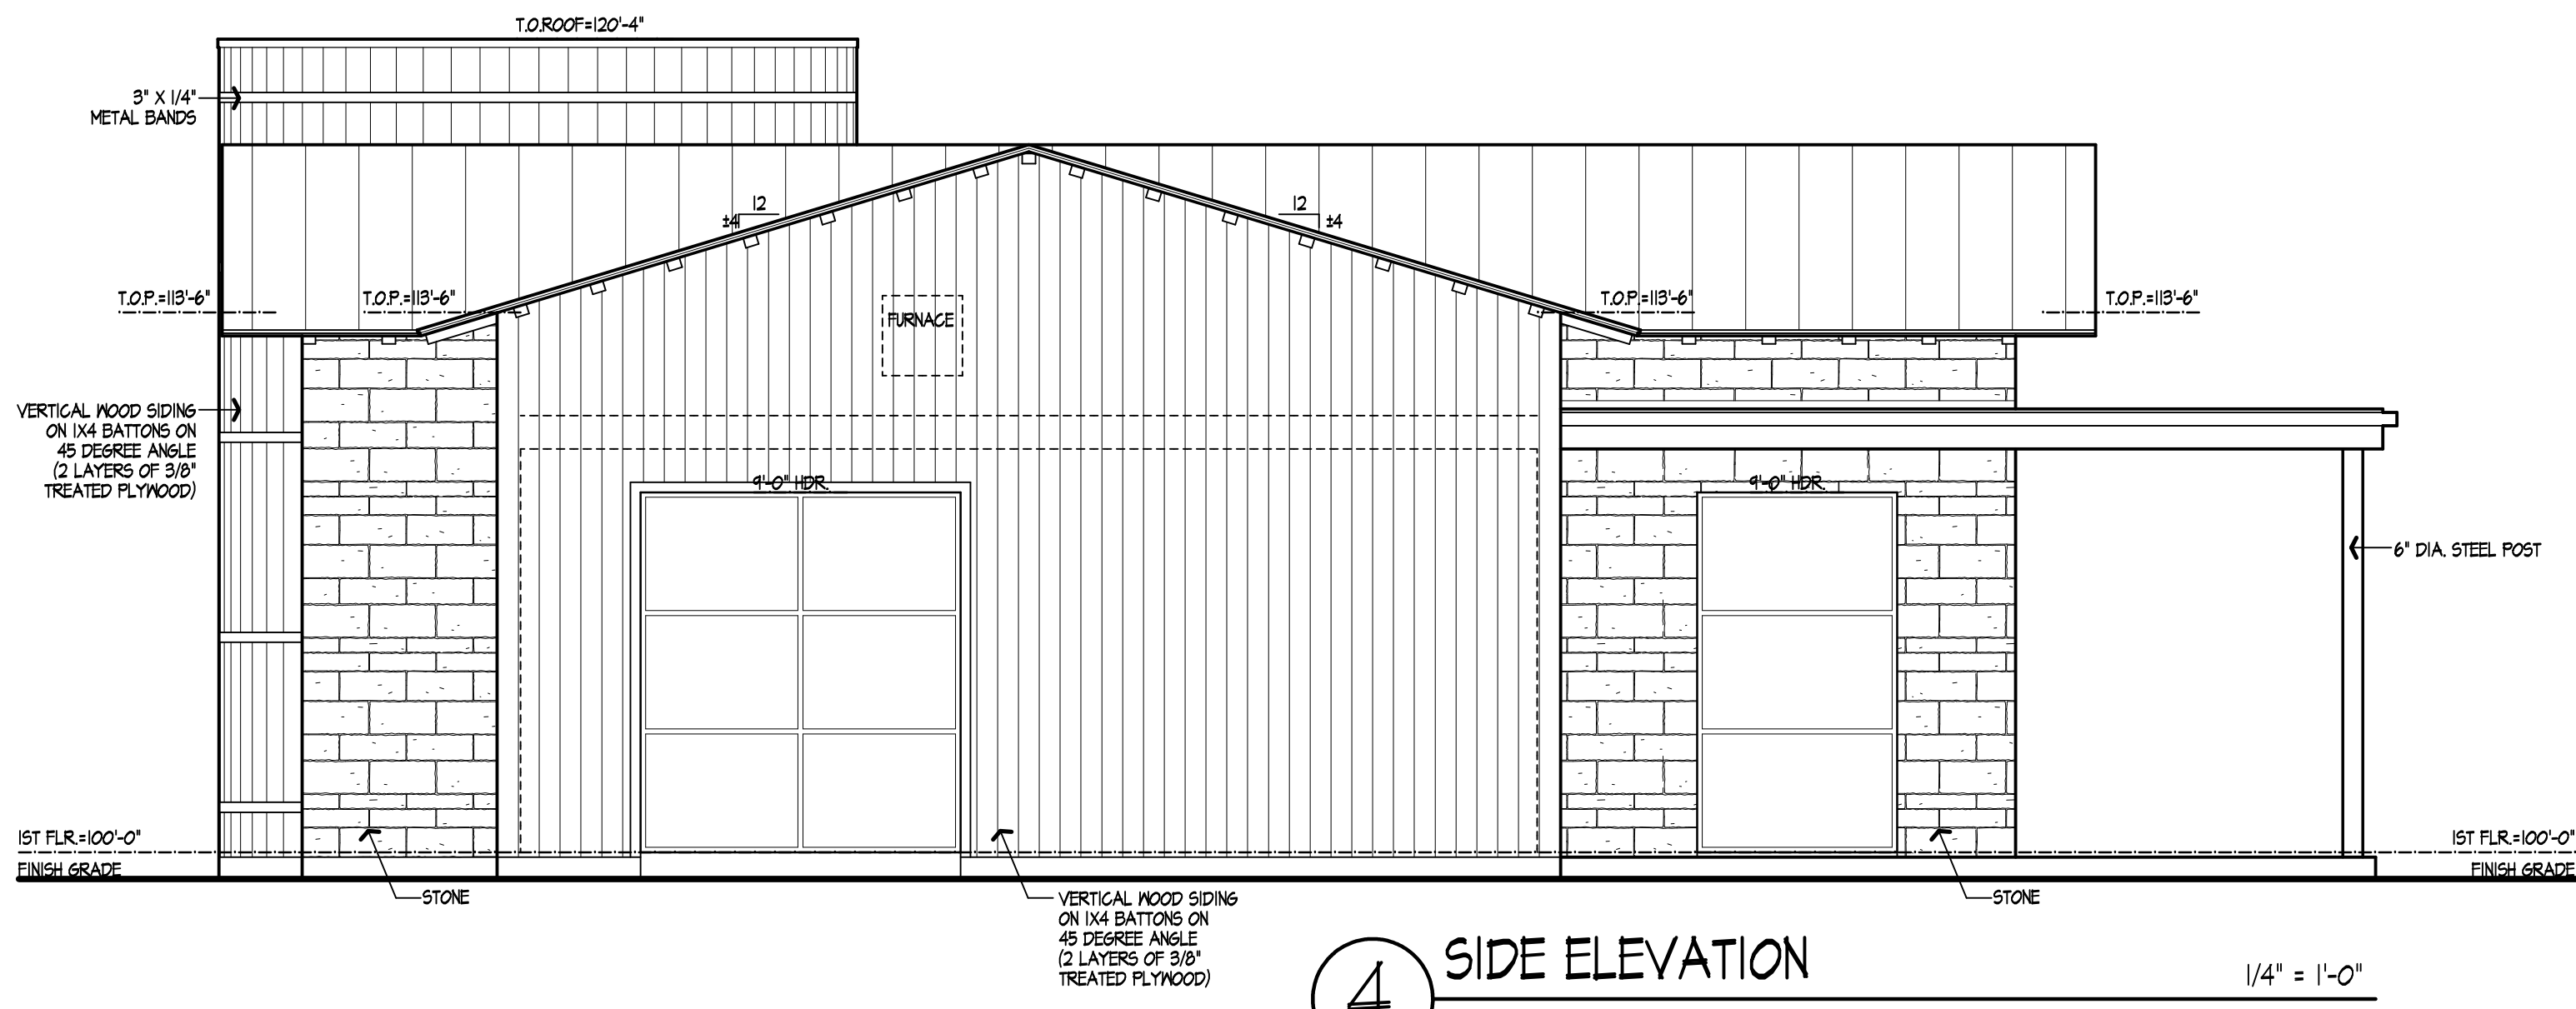 T.O.ROOF=120'-4"
3" X 1/4"
METAL BANDS
12
±4
12
±4
T.O.P.=113'-6"
T.O.P.=113'-6"
T.O.P.=113'-6"
T.O.P.=113'-6"
FURNACE
VERTICAL WOOD SIDING
ON 1X4 BATTONS ON
45 DEGREE ANGLE
(2 LAYERS OF 3/8"
TREATED PLYWOOD)
9'-0" HDR.
9'-0" HDR.
6" DIA. STEEL POST
1ST FLR.=100'-0"
FINISH GRADE
1ST FLR.=100'-0"
FINISH GRADE
STONE
VERTICAL WOOD SIDING
ON 1X4 BATTONS ON
45 DEGREE ANGLE
(2 LAYERS OF 3/8"
TREATED PLYWOOD)
STONE
4
SIDE ELEVATION
1/4" = 1'-0"